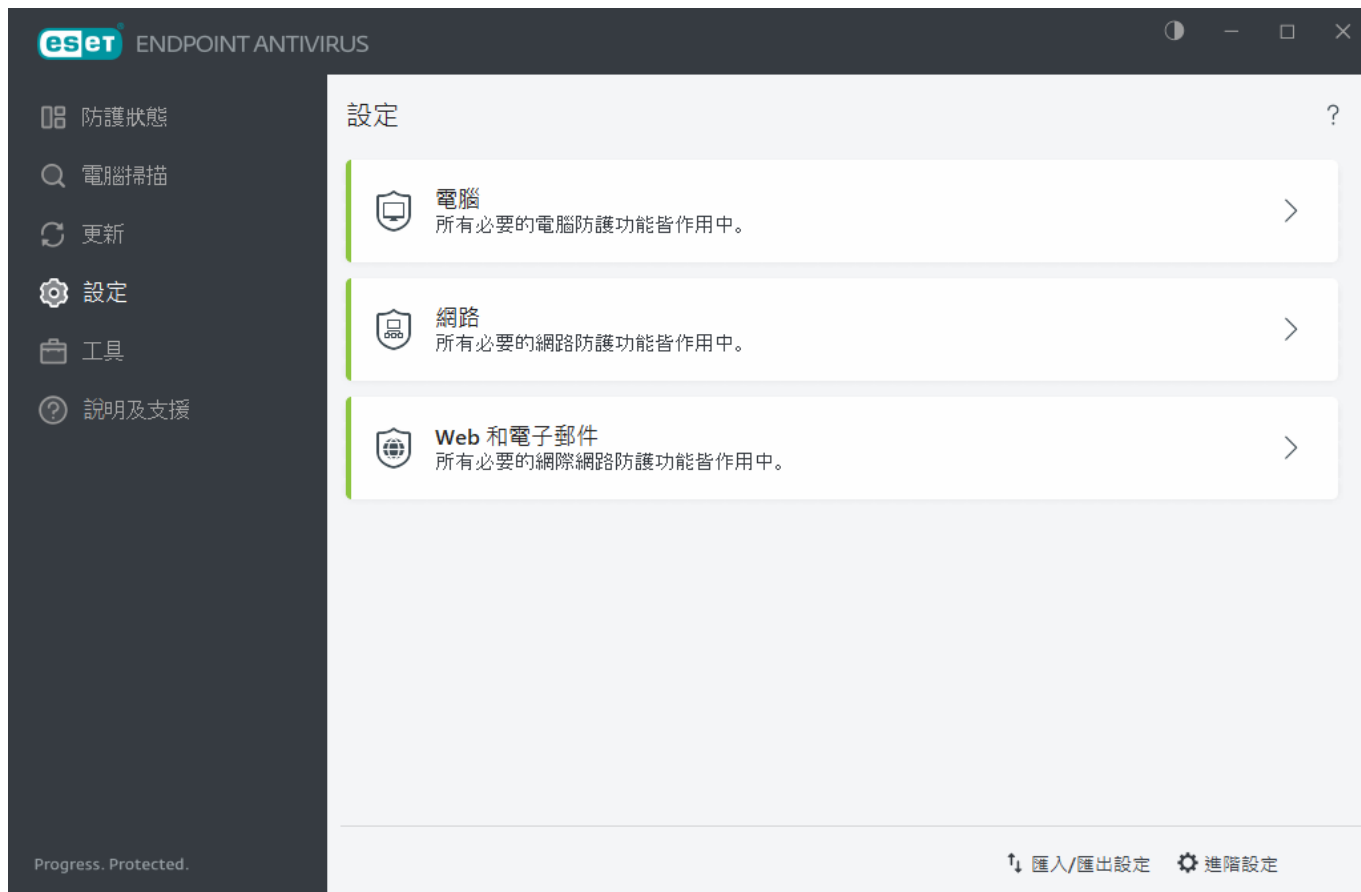 eset ENDPOINT ANTIVIRUS
防護狀態
電腦掃描
更新
設定
工具
說明及支援
Progress. Protected.
設定
?
電腦
所有必要的電腦防護功能皆作用中。
網路
所有必要的網路防護功能皆作用中。
Web 和電子郵件
所有必要的網際網路防護功能皆作用中。
匯入/匯出設定
進階設定